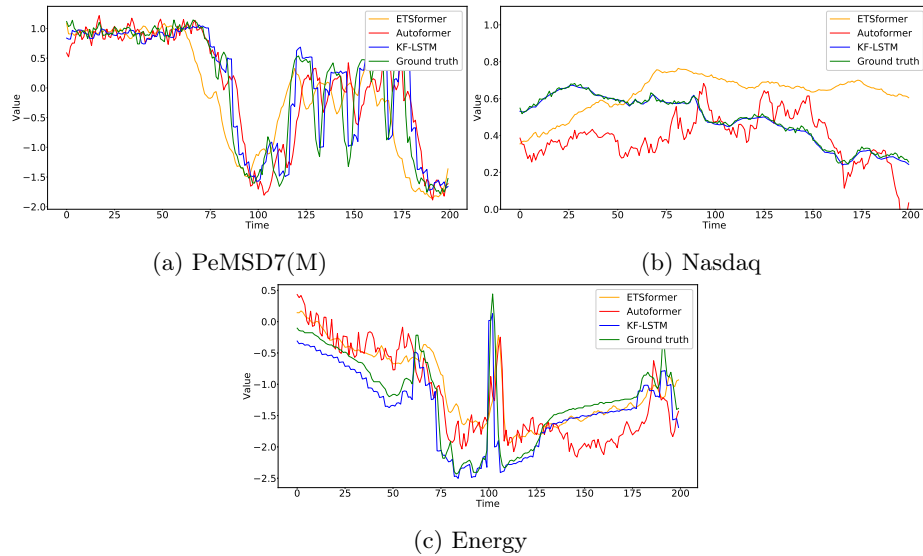 ETSformer
Autoformer
KF-LSTM
Ground truth
1.0
0.5
0.0
−0.5
−1.0
−1.5
−2.0
Value
0 25 50 75 100 125 150 175 200
Time
(a) PeMSD7(M)
ETSformer
Autoformer
KF-LSTM
Ground truth
1.0
0.8
0.6
0.4
0.2
0.0
Value
0 25 50 75 100 125 150 175 200
Time
(b) Nasdaq
ETSformer
Autoformer
KF-LSTM
Ground truth
0.5
0.0
−0.5
−1.0
−1.5
−2.0
−2.5
Value
0 25 50 75 100 125 150 175 200
Time
(c) Energy